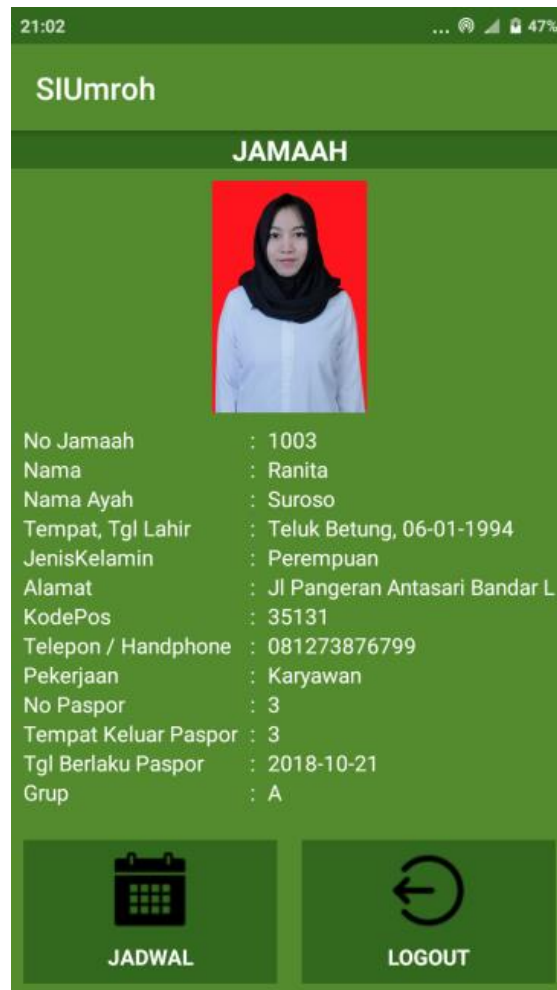 21:02 ... 47%
SIUmroh
JAMAAH
No Jamaah : 1003
Nama : Ranita
Nama Ayah : Suroso
Tempat, Tgl Lahir : Teluk Betung, 06-01-1994
JenisKelamin : Perempuan
Alamat : Jl Pangeran Antasari Bandar L
KodePos : 35131
Telepon / Handphone : 081273876799
Pekerjaan : Karyawan
No Paspor : 3
Tempat Keluar Paspor : 3
Tgl Berlaku Paspor : 2018-10-21
Grup : A
JADWAL LOGOUT